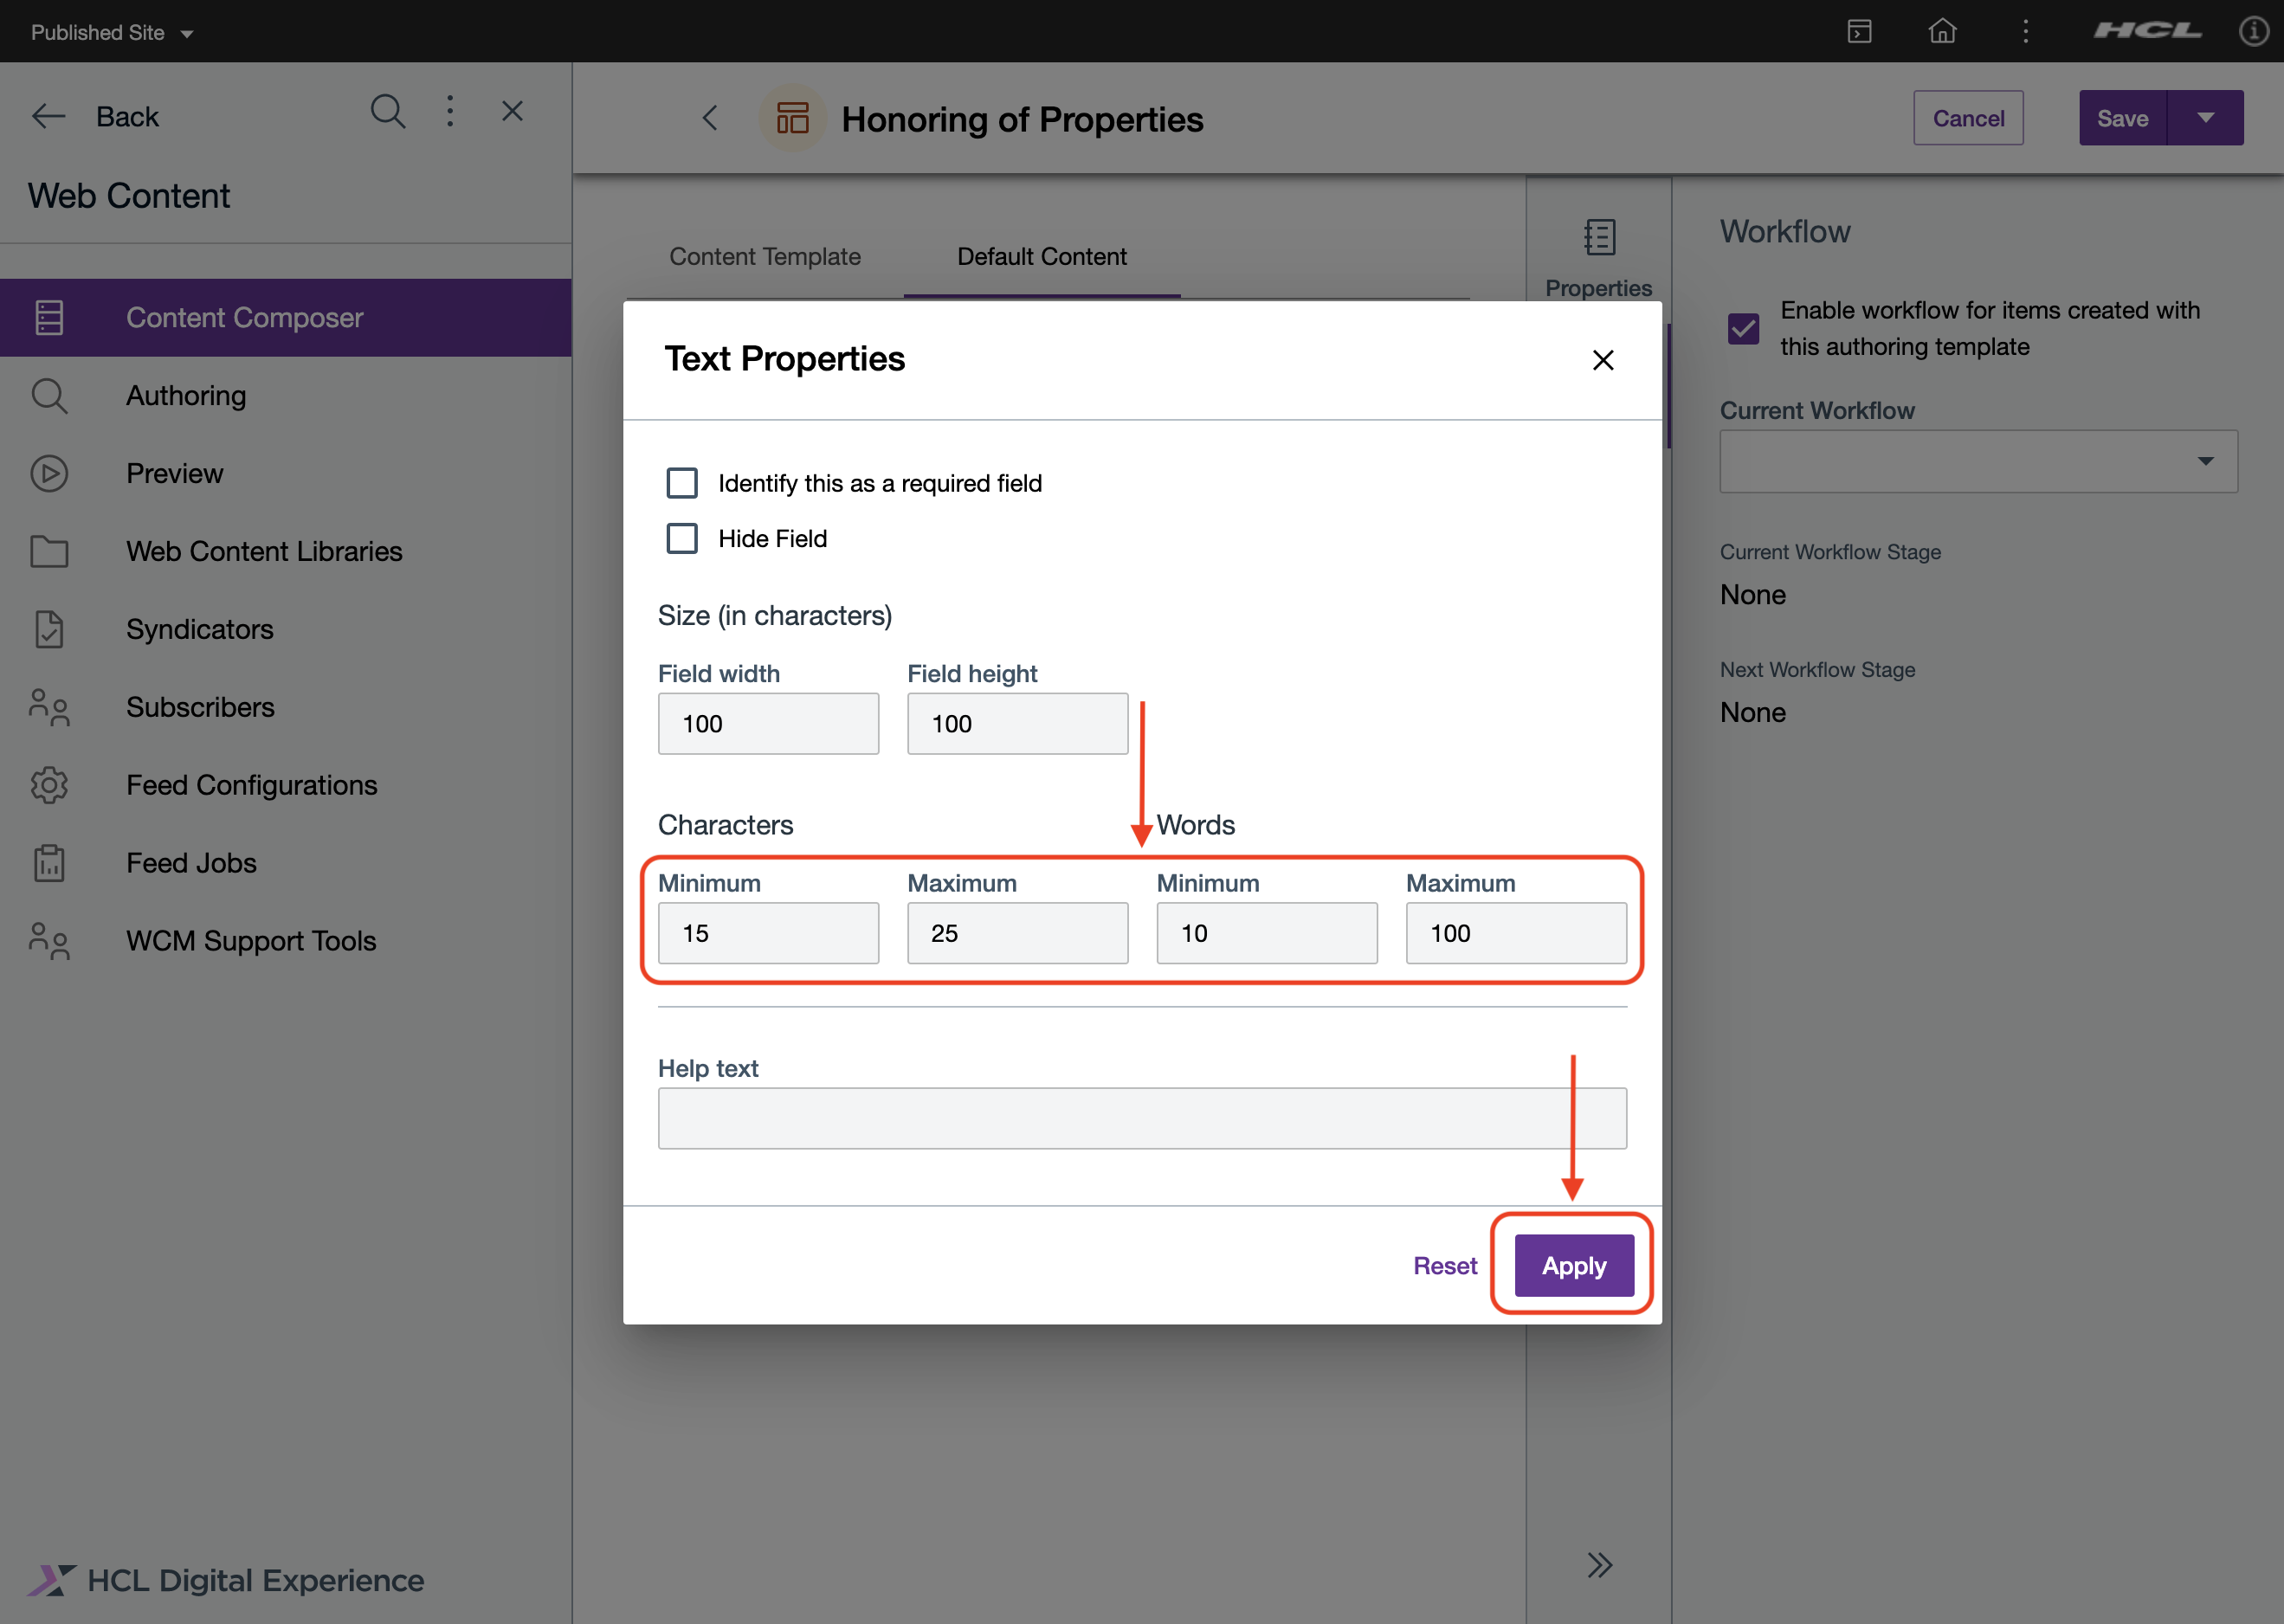 Published Site
HCL
Back
Web Content
Content Composer
Authoring
Preview
Web Content Libraries
Syndicators
Subscribers
Feed Configurations
Feed Jobs
WCM Support Tools
HCL Digital Experience
Honoring of Properties
Cancel
Save
Content Template
Default Content
Properties
Text Properties
Identify this as a required field
Hide Field
Size (in characters)
Field width
Field height
100
100
Characters
Words
Minimum
Maximum
Minimum
Maximum
15
25
10
100
Help text
Reset
Apply
Workflow
Enable workflow for items created with
this authoring template
Current Workflow
Current Workflow Stage
None
Next Workflow Stage
None